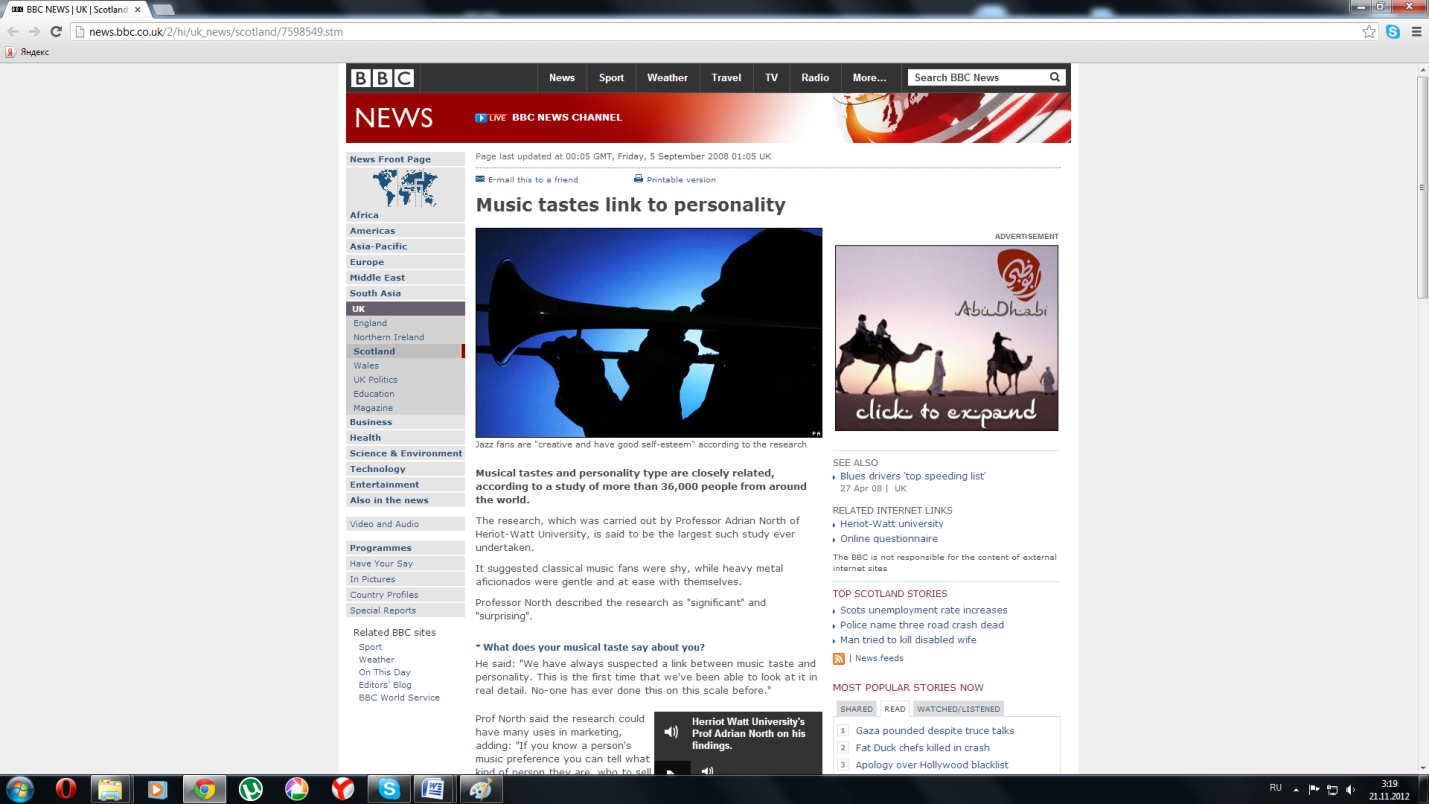 BBC NEWS | UK | Scotland
news.bbc.co.uk/2/hi/uk_news/scotland/7598549.stm
Яндекс
BBC
News Sport Weather Travel TV Radio More... Search BBC News
NEWS LIVE BBC NEWS CHANNEL
News Front Page
Africa
Americas
Asia-Pacific
Europe
Middle East
South Asia
UK
England
Northern Ireland
Scotland
Wales
UK Politics
Education
Magazine
Business
Health
Science & Environment
Technology
Entertainment
Also in the news
Video and Audio
Programmes
Have Your Say
In Pictures
Country Profiles
Special Reports
Related BBC sites
Sport
Weather
On This Day
Editors' Blog
BBC World Service
Page last updated at 00:05 GMT, Friday, 5 September 2008 01:05 UK
E-mail this to a friend Printable version
Music tastes link to personality
PA
Jazz fans are "creative and have good self-esteem" according to the research
Musical tastes and personality type are closely related,
according to a study of more than 36,000 people from around
the world.
The research, which was carried out by Professor Adrian North of
Heriot-Watt University, is said to be the largest such study ever
undertaken.
It suggested classical music fans were shy, while heavy metal
aficionados were gentle and at ease with themselves.
Professor North described the research as "significant" and
"surprising".
What does your musical taste say about you?
He said: "We have always suspected a link between music taste and
personality. This is the first time that we've been able to look at it in
real detail. No-one has ever done this on this scale before."
Prof North said the research could
have many uses in marketing,
adding: "If you know a person's
music preference you can tell what
kind of person they are, who to sell
Herriot Watt University's
Prof Adrian North on his
findings.
ADVERTISEMENT
أبوظبي
Abu Dhabi
click to expand
SEE ALSO
Blues drivers 'top speeding list'
27 Apr 08 | UK
RELATED INTERNET LINKS
Heriot-Watt university
Online questionnaire
The BBC is not responsible for the content of external
internet sites
TOP SCOTLAND STORIES
Scots unemployment rate increases
Police name three road crash dead
Man tried to kill disabled wife
| News feeds
MOST POPULAR STORIES NOW
SHARED READ WATCHED/LISTENED
1 Gaza pounded despite truce talks
2 Fat Duck chefs killed in crash
3 Apology over Hollywood blacklist
RU
3:19
21.11.2012